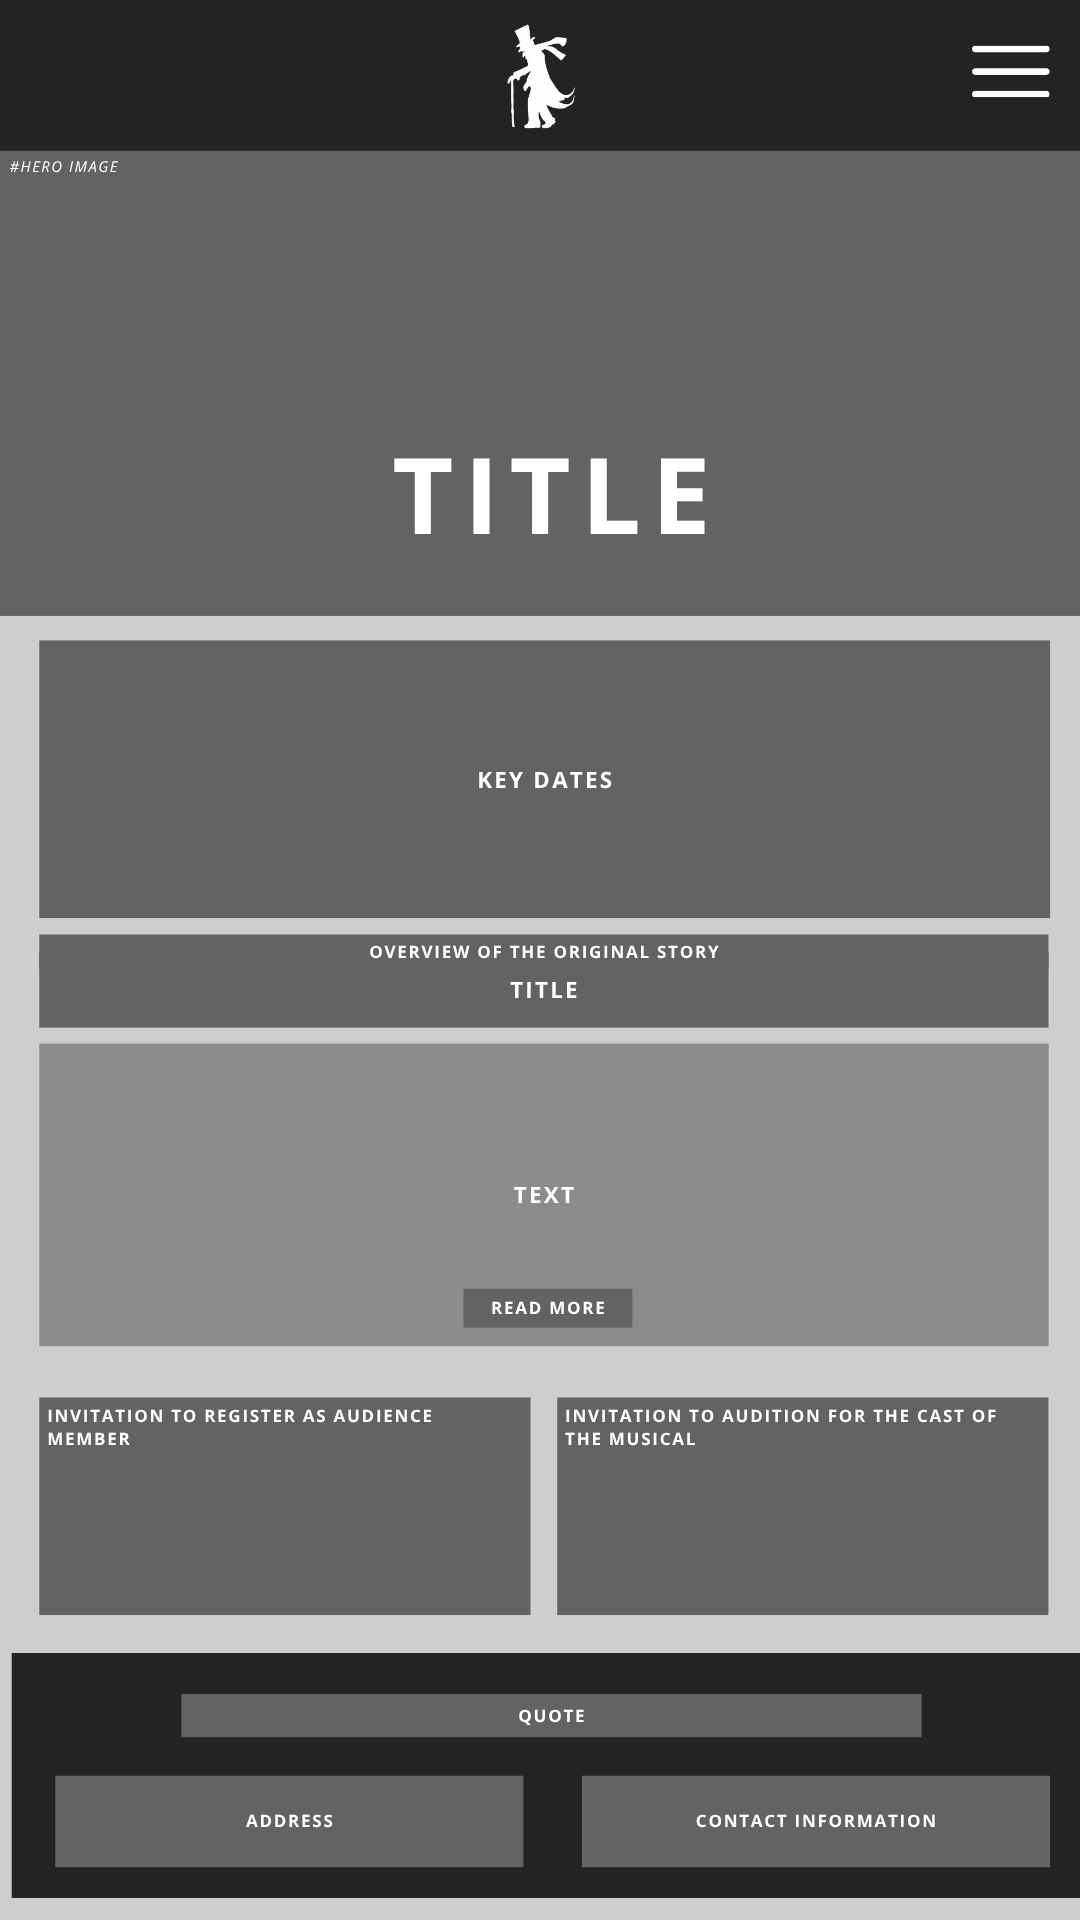 #HERO IMAGE
TITLE
KEY DATES
OVERVIEW OF THE ORIGINAL STORY
TITLE
TEXT
READ MORE
INVITATION TO REGISTER AS AUDIENCE
MEMBER
INVITATION TO AUDITION FOR THE CAST OF
THE MUSICAL
QUOTE
ADDRESS
CONTACT INFORMATION